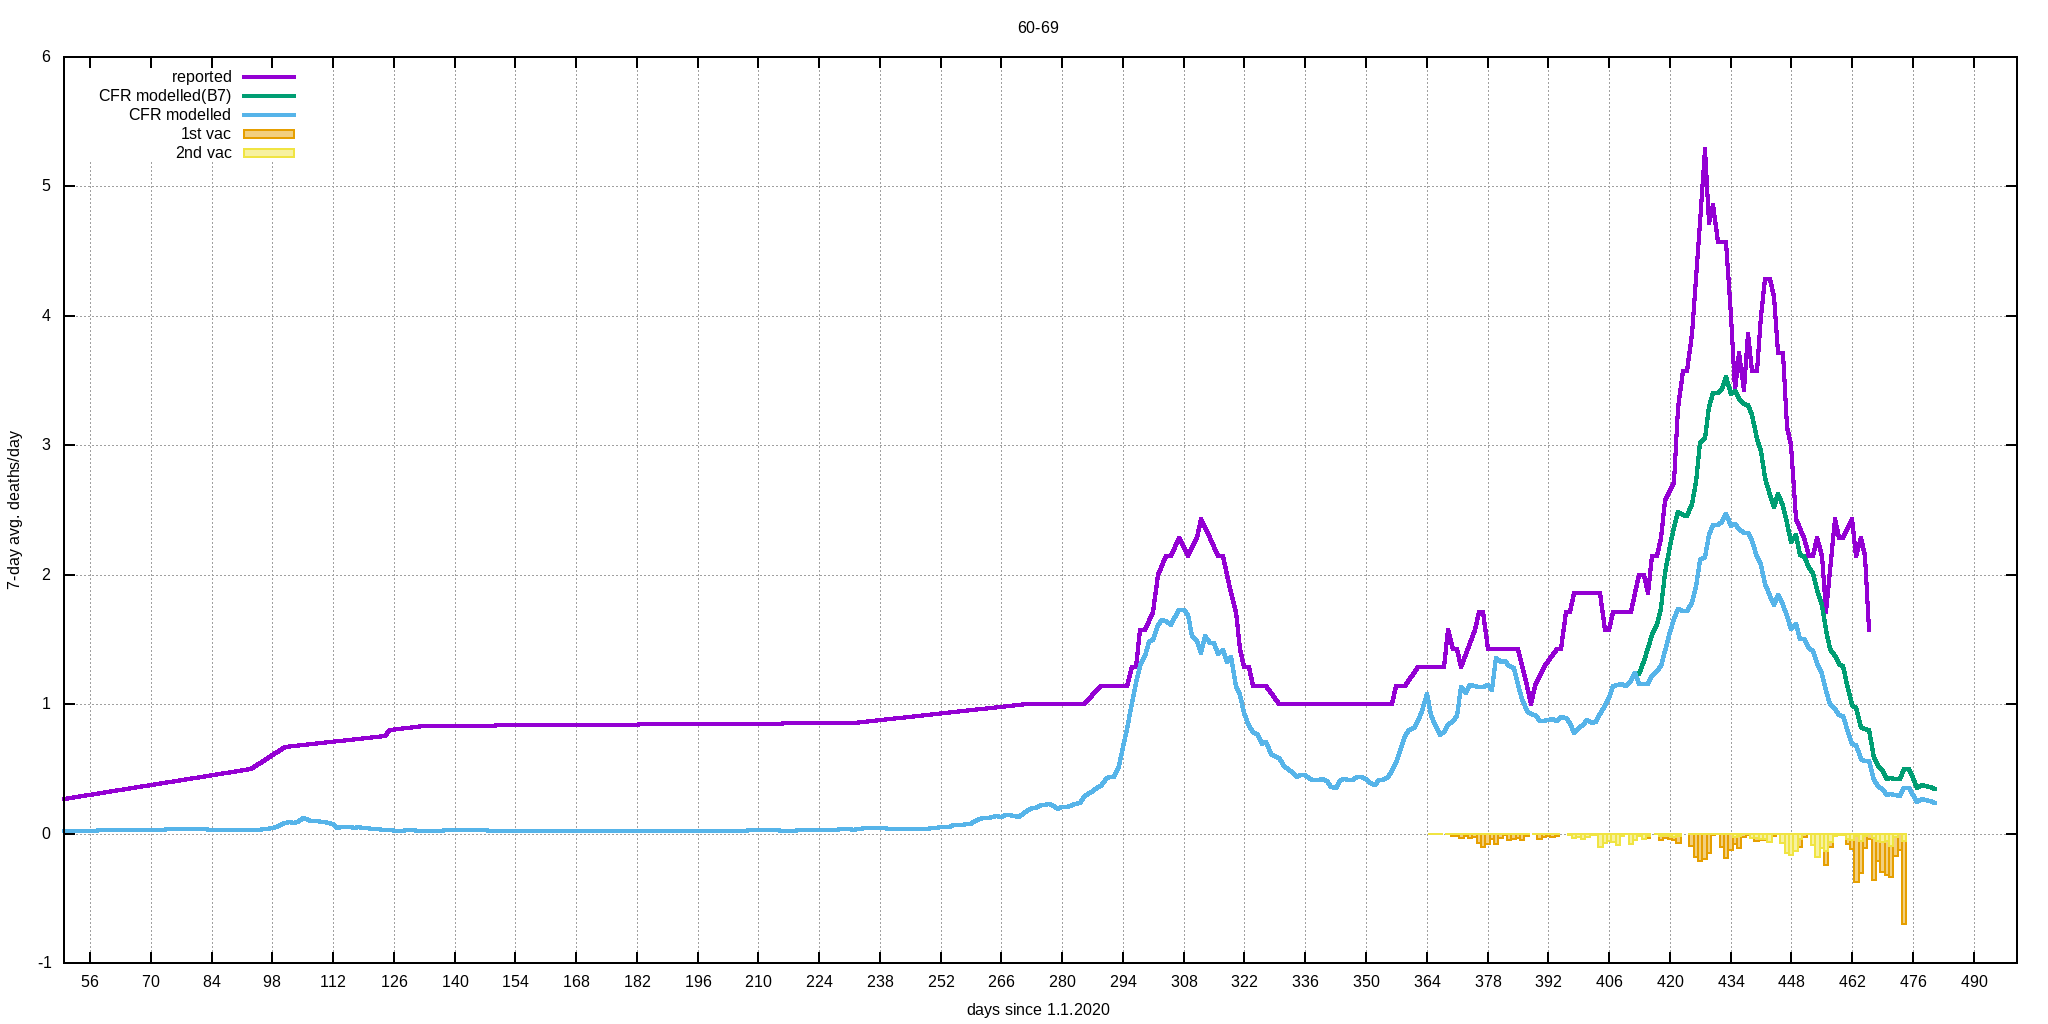 60-69
6
5
4
3
2
1
0
-1
7-day avg. deaths/day
reported
CFR modelled(B7)
CFR modelled
1st vac
2nd vac
56 70 84 98 112 126 140 154 168 182 196 210 224 238 252 266 280 294 308 322 336 350 364 378 392 406 420 434 448 462 476 490
days since 1.1.2020